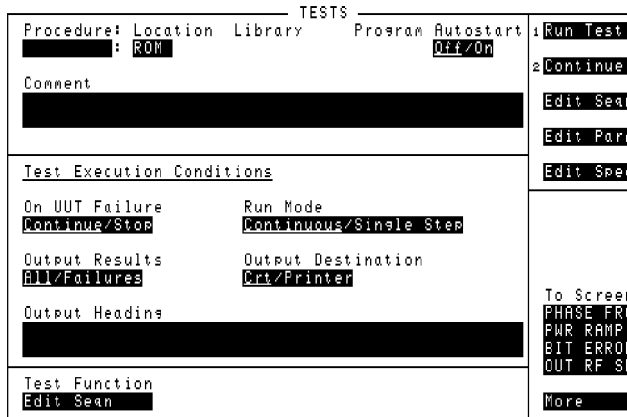 TESTS
Procedure: Location Library Program Autostart
: ROM Off/On
Comment
Test Execution Conditions
On UUT Failure Run Mode
Continue/Stop Continuous/Single Step
Output Results Output Destination
All/Failures Crt/Printer
Output Heading
Test Function
Edit Seqn
1 Run Test
2 Continue
Edit Seqn
Edit Par
Edit Spe
To Scree
PHASE FR
PWR RAMP
BIT ERRO
OUT RF S
More